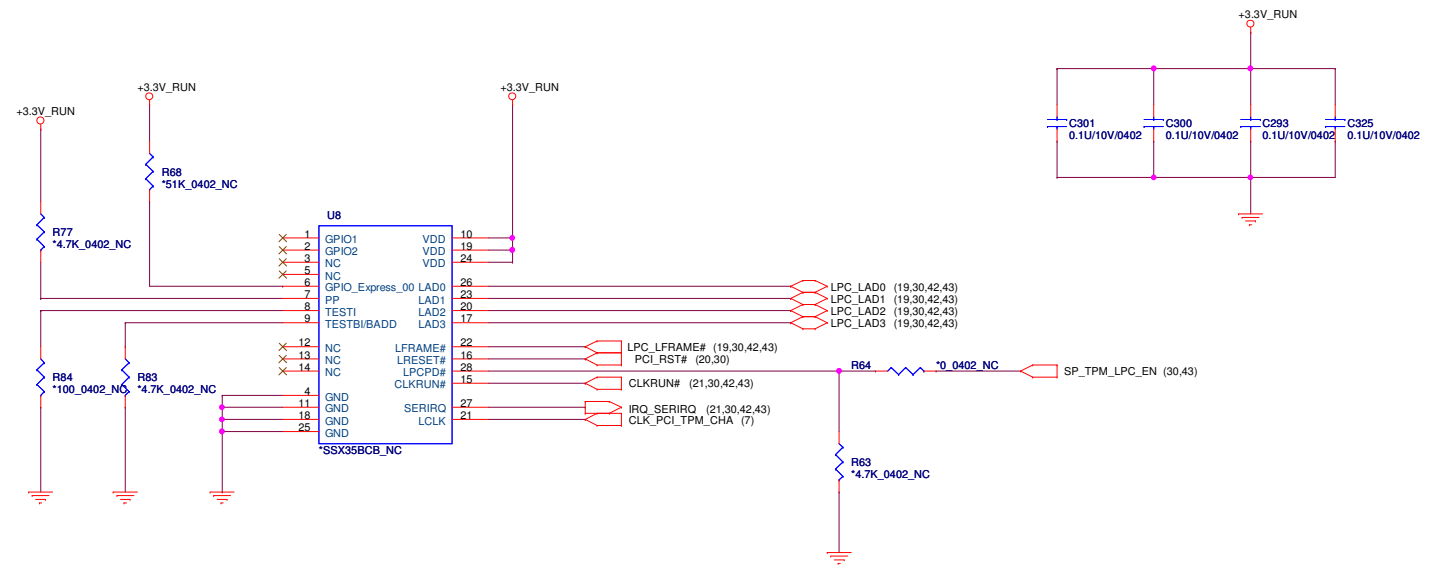 +3.3V_RUN
+3.3V_RUN
+3.3V_RUN
+3.3V_RUN
C301
0.1U/10V/0402
C300
0.1U/10V/0402
C293
0.1U/10V/0402
C325
0.1U/10V/0402
R68
*51K_0402_NC
R77
*4.7K_0402_NC
U8
1 GPIO1 VDD 10
2 GPIO2 VDD 19
3 NC VDD 24
5 NC
6 GPIO_Express_00 LAD0 26 LPC_LAD0 (19,30,42,43)
7 PP LAD1 23 LPC_LAD1 (19,30,42,43)
8 TESTI LAD2 20 LPC_LAD2 (19,30,42,43)
9 TESTBI/BADD LAD3 17 LPC_LAD3 (19,30,42,43)
12 NC LFRAME# 22 LPC_LFRAME# (19,30,42,43)
13 NC LRESET# 16 PCI_RST# (20,30)
14 NC LPCPD# 28
CLKRUN# 15 CLKRUN# (21,30,42,43)
4 GND
11 GND SERIRQ 27 IRQ_SERIRQ (21,30,42,43)
18 GND LCLK 21 CLK_PCI_TPM_CHA (7)
25 GND
*SSX35BCB_NC
R84
*100_0402_NC
R83
*4.7K_0402_NC
R64 *0_0402_NC SP_TPM_LPC_EN (30,43)
R63
*4.7K_0402_NC